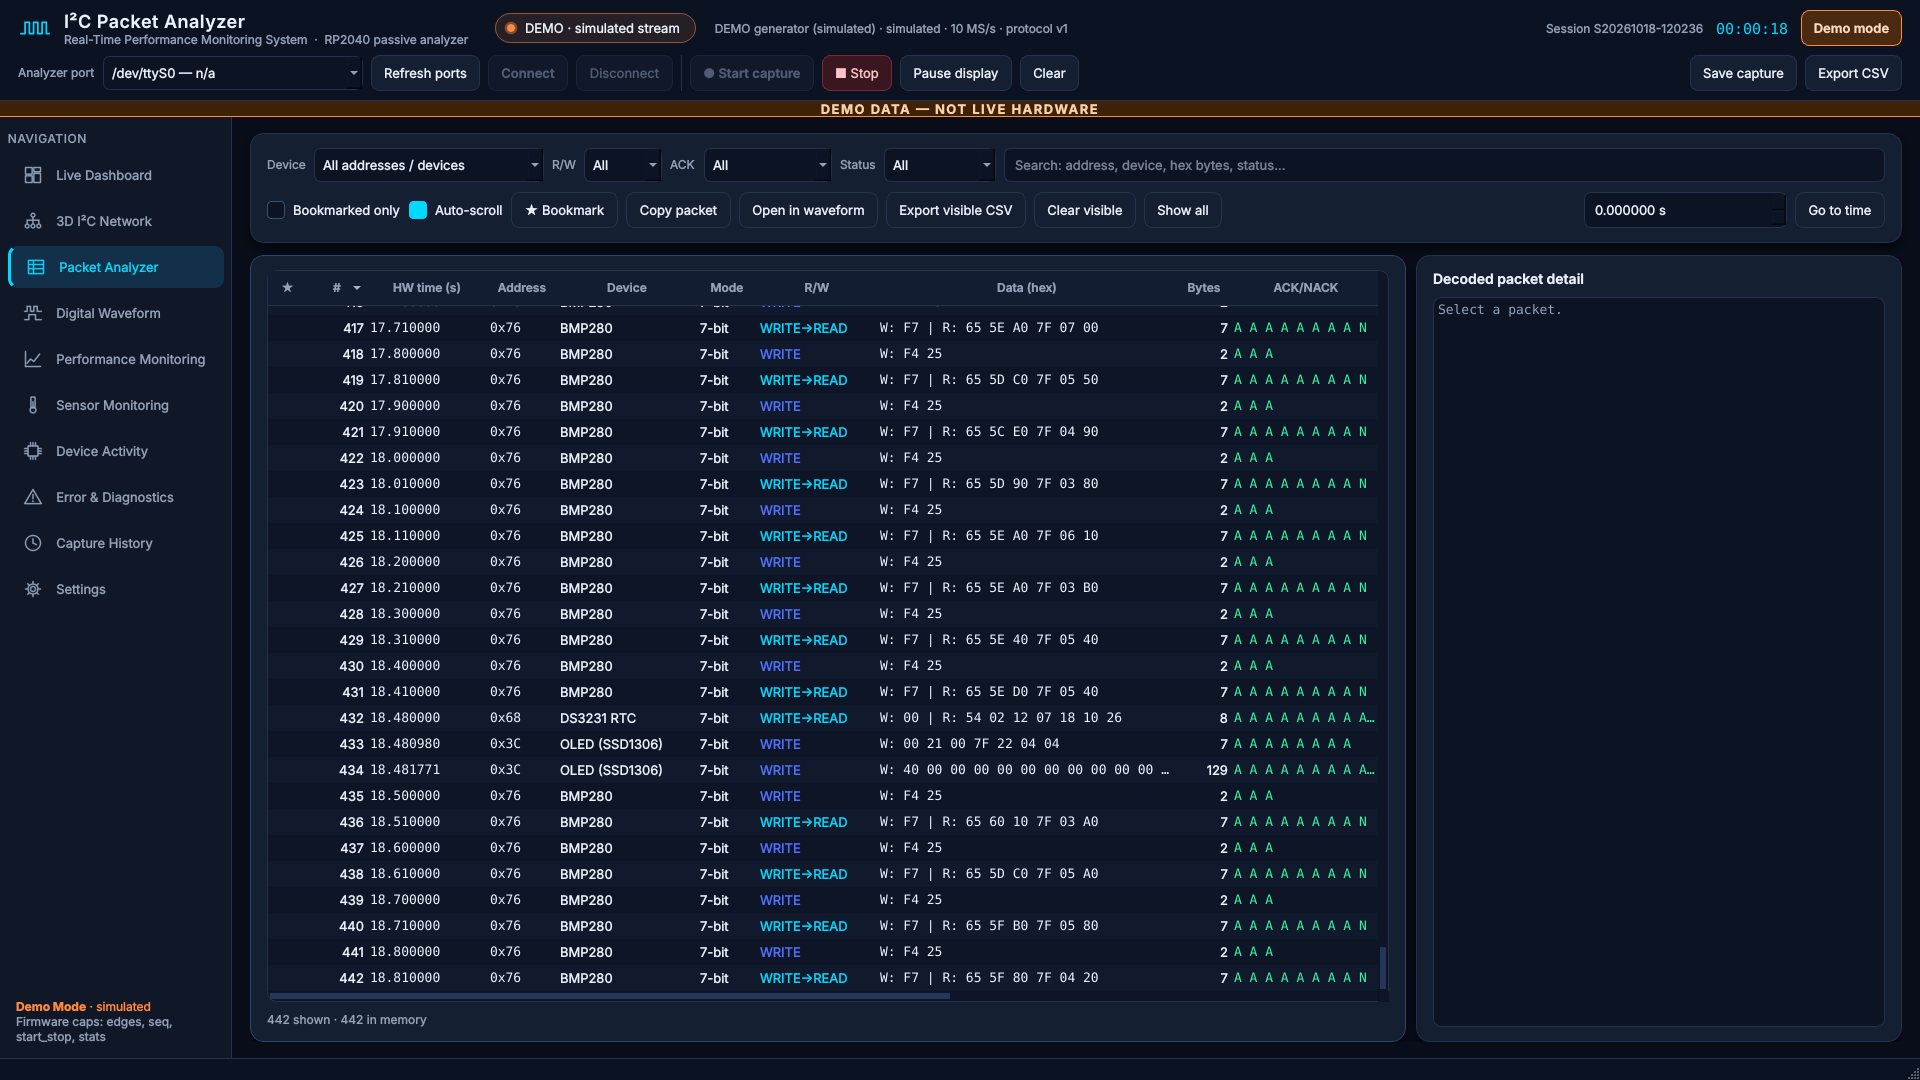 I²C Packet Analyzer
Real-Time Performance Monitoring System · RP2040 passive analyzer
DEMO · simulated stream
DEMO generator (simulated) · simulated · 10 MS/s · protocol v1
Session S20261018-120236
00:00:18
Demo mode
Analyzer port
/dev/ttyS0 — n/a
Refresh ports
Connect
Disconnect
Start capture
Stop
Pause display
Clear
Save capture
Export CSV
DEMO DATA — NOT LIVE HARDWARE
NAVIGATION
Live Dashboard
3D I²C Network
Packet Analyzer
Digital Waveform
Performance Monitoring
Sensor Monitoring
Device Activity
Error & Diagnostics
Capture History
Settings
Demo Mode · simulated
Firmware caps: edges, seq,
start_stop, stats
Device All addresses / devices R/W All ACK All Status All Search: address, device, hex bytes, status...
Bookmarked only Auto-scroll ★ Bookmark Copy packet Open in waveform Export visible CSV Clear visible Show all 0.000000 s Go to time
★ # HW time (s) Address Device Mode R/W Data (hex) Bytes ACK/NACK
417 17.710000 0x76 BMP280 7-bit WRITE→READ W: F7 | R: 65 5E A0 7F 07 00 7 A A A A A A A A N
418 17.800000 0x76 BMP280 7-bit WRITE W: F4 25 2 A A A
419 17.810000 0x76 BMP280 7-bit WRITE→READ W: F7 | R: 65 5D C0 7F 05 50 7 A A A A A A A A N
420 17.900000 0x76 BMP280 7-bit WRITE W: F4 25 2 A A A
421 17.910000 0x76 BMP280 7-bit WRITE→READ W: F7 | R: 65 5C E0 7F 04 90 7 A A A A A A A A N
422 18.000000 0x76 BMP280 7-bit WRITE W: F4 25 2 A A A
423 18.010000 0x76 BMP280 7-bit WRITE→READ W: F7 | R: 65 5D 90 7F 03 80 7 A A A A A A A A N
424 18.100000 0x76 BMP280 7-bit WRITE W: F4 25 2 A A A
425 18.110000 0x76 BMP280 7-bit WRITE→READ W: F7 | R: 65 5E A0 7F 06 10 7 A A A A A A A A N
426 18.200000 0x76 BMP280 7-bit WRITE W: F4 25 2 A A A
427 18.210000 0x76 BMP280 7-bit WRITE→READ W: F7 | R: 65 5E A0 7F 03 B0 7 A A A A A A A A N
428 18.300000 0x76 BMP280 7-bit WRITE W: F4 25 2 A A A
429 18.310000 0x76 BMP280 7-bit WRITE→READ W: F7 | R: 65 5E 40 7F 05 40 7 A A A A A A A A N
430 18.400000 0x76 BMP280 7-bit WRITE W: F4 25 2 A A A
431 18.410000 0x76 BMP280 7-bit WRITE→READ W: F7 | R: 65 5E D0 7F 05 40 7 A A A A A A A A N
432 18.480000 0x68 DS3231 RTC 7-bit WRITE→READ W: 00 | R: 54 02 12 07 18 10 26 8 A A A A A A A A A…
433 18.480980 0x3C OLED (SSD1306) 7-bit WRITE W: 00 21 00 7F 22 04 04 7 A A A A A A A A
434 18.481771 0x3C OLED (SSD1306) 7-bit WRITE W: 40 00 00 00 00 00 00 00 00 00 00 … 129 A A A A A A A A A…
435 18.500000 0x76 BMP280 7-bit WRITE W: F4 25 2 A A A
436 18.510000 0x76 BMP280 7-bit WRITE→READ W: F7 | R: 65 60 10 7F 03 A0 7 A A A A A A A A N
437 18.600000 0x76 BMP280 7-bit WRITE W: F4 25 2 A A A
438 18.610000 0x76 BMP280 7-bit WRITE→READ W: F7 | R: 65 5D C0 7F 05 A0 7 A A A A A A A A N
439 18.700000 0x76 BMP280 7-bit WRITE W: F4 25 2 A A A
440 18.710000 0x76 BMP280 7-bit WRITE→READ W: F7 | R: 65 5F B0 7F 05 80 7 A A A A A A A A N
441 18.800000 0x76 BMP280 7-bit WRITE W: F4 25 2 A A A
442 18.810000 0x76 BMP280 7-bit WRITE→READ W: F7 | R: 65 5F 80 7F 04 20 7 A A A A A A A A N
442 shown · 442 in memory
Decoded packet detail
Select a packet.